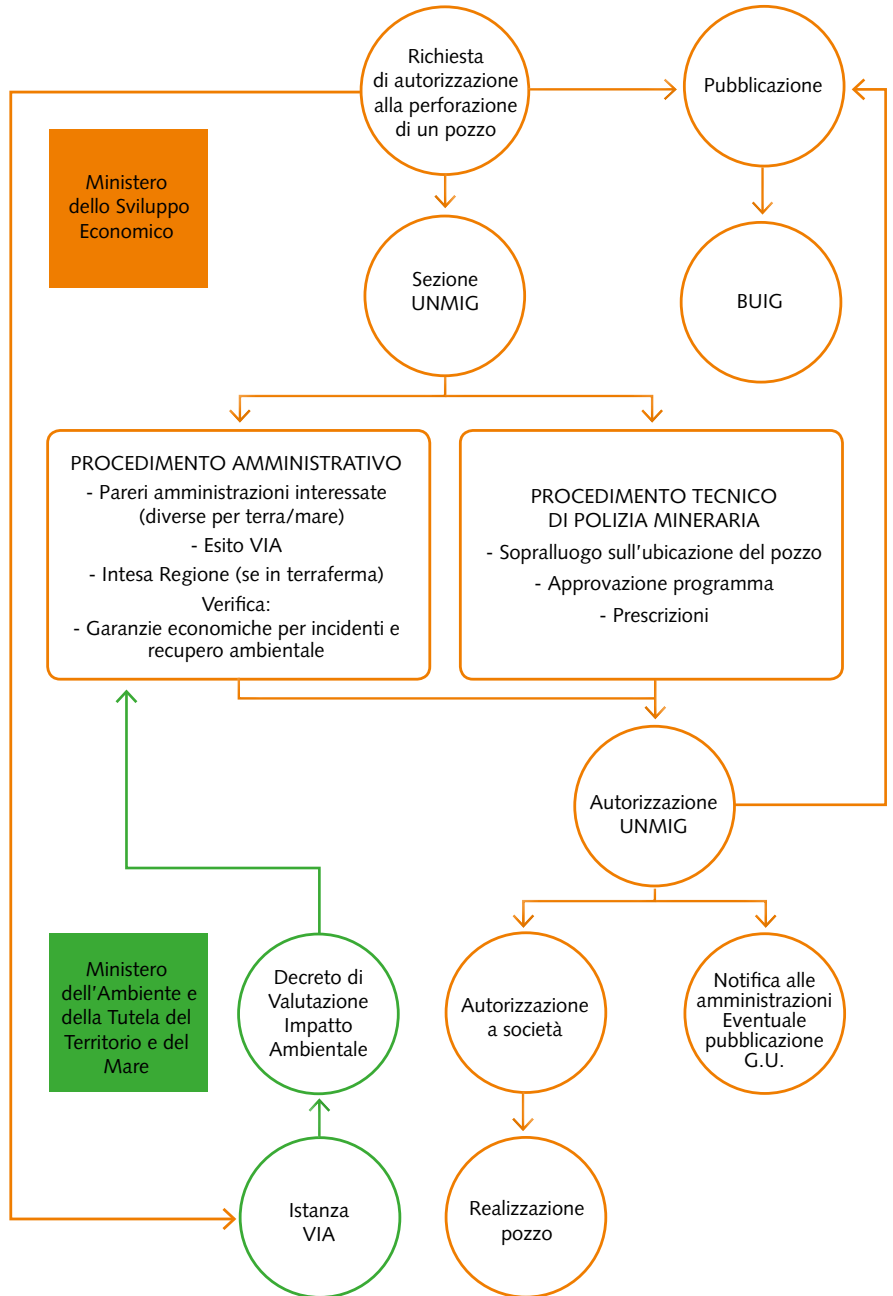 Richiesta
di autorizzazione
alla perforazione
di un pozzo
Pubblicazione
Ministero
dello Sviluppo
Economico
Sezione
UNMIG
BUIG
PROCEDIMENTO AMMINISTRATIVO
- Pareri amministrazioni interessate
(diverse per terra/mare)
- Esito VIA
- Intesa Regione (se in terraferma)
Verifica:
- Garanzie economiche per incidenti e
recupero ambientale
PROCEDIMENTO TECNICO
DI POLIZIA MINERARIA
- Sopralluogo sull'ubicazione del pozzo
- Approvazione programma
- Prescrizioni
Autorizzazione
UNMIG
Ministero
dell'Ambiente e
della Tutela del
Territorio e del
Mare
Decreto di
Valutazione
Impatto
Ambientale
Autorizzazione
a società
Notifica alle
amministrazioni
Eventuale
pubblicazione
G.U.
Istanza
VIA
Realizzazione
pozzo